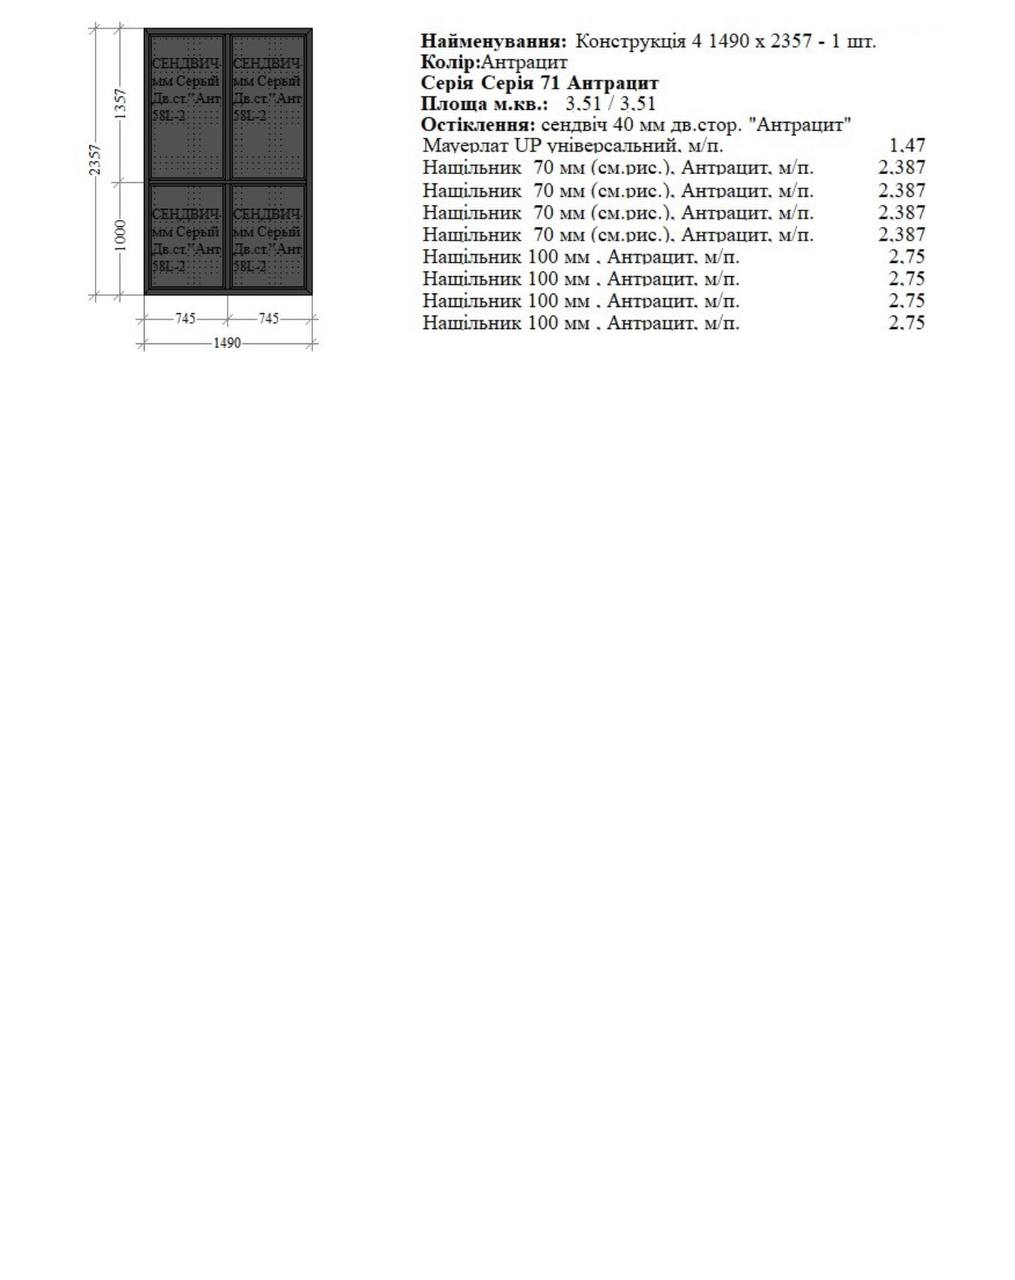 Найменування: Конструкція 4 1490 x 2357 - 1 шт.
Колір:Антрацит
Серія Серія 71 Антрацит
Площа м.кв.: 3,51 / 3,51
Остіклення: сендвіч 40 мм дв.стор. "Антрацит"
Мауерлат UP універсальний, м/п. 1,47
Нащільник 70 мм (см.рис.), Антрацит, м/п. 2,387
Нащільник 70 мм (см.рис.), Антрацит, м/п. 2,387
Нащільник 70 мм (см.рис.), Антрацит, м/п. 2,387
Нащільник 70 мм (см.рис.), Антрацит, м/п. 2,387
Нащільник 100 мм , Антрацит, м/п. 2,75
Нащільник 100 мм , Антрацит, м/п. 2,75
Нащільник 100 мм , Антрацит, м/п. 2,75
Нащільник 100 мм , Антрацит, м/п. 2,75
2357
1357
1000
СЕНДВИЧ-
мм Серый
Дв.ст."Ант
58L-2
СЕНДВИЧ-
мм Серый
Дв.ст."Ант
58L-2
СЕНДВИЧ-
мм Серый
Дв.ст."Ант
58L-2
СЕНДВИЧ-
мм Серый
Дв.ст."Ант
58L-2
745 745
1490